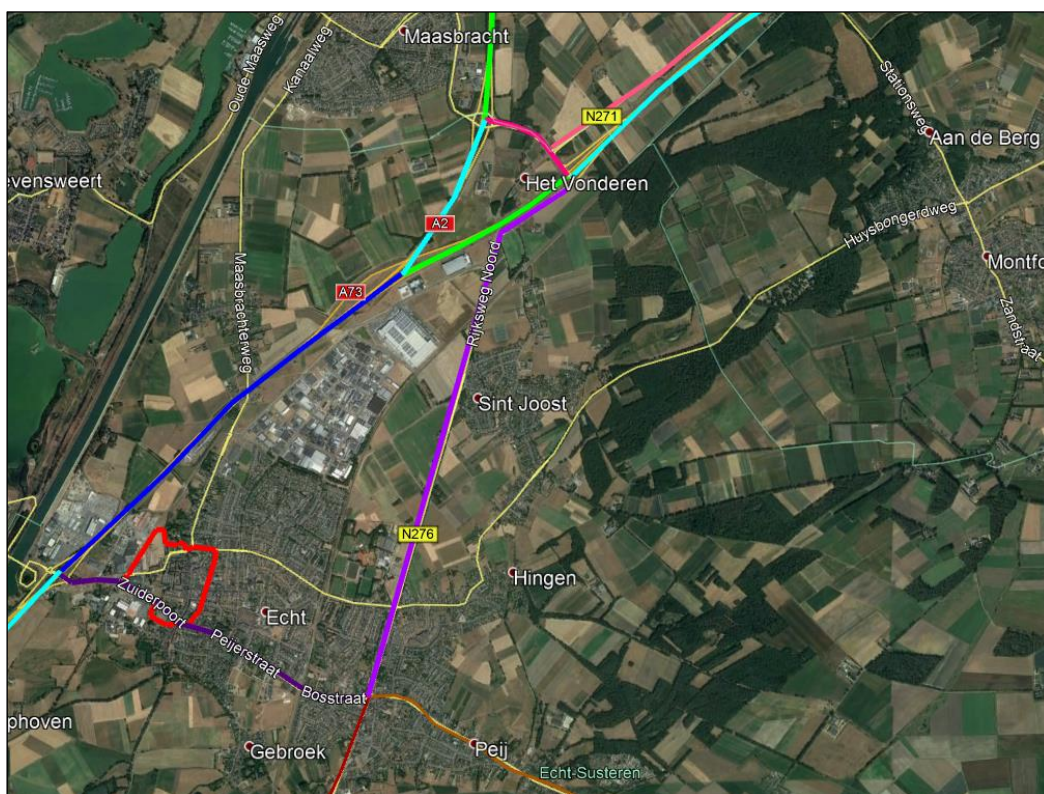 Maasbracht
Oude Maasweg
Kanaalweg
Stationsweg
N271
Aan de Berg
evensweert
Het Vonderen
Huysbongerdweg
A2
Maasbrachterweg
Rijksweg Noord
Montfo
A73
Zandstraat
Sint Joost
N276
Hingen
Zuiderpoort
Echt
Peijerstraat
Bosstraat
phoven
Gebroek
Peij
Echt-Susteren